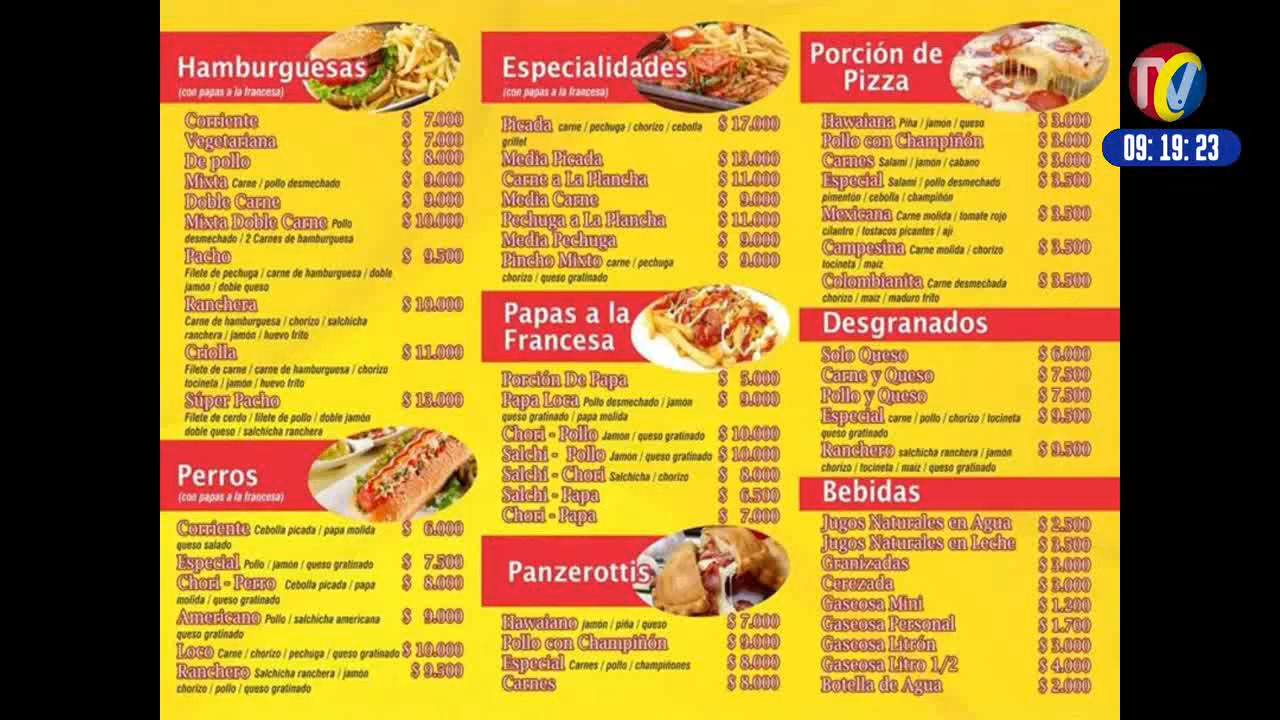 Hamburguesas
(con papas a la francesa)
Corriente $ 7.000
Vegetariana $ 7.000
De pollo $ 8.000
Mixta Carne / pollo desmechado $ 9.000
Doble Carne $ 9.000
Mixta Doble Carne Pollo $ 10.000
desmechado / 2 Carnes de hamburguesa
Pacho $ 9.500
Filete de pechuga / carne de hamburguesa / doble
jamón / doble queso
Ranchera $ 10.000
Carne de hamburguesa / chorizo / salchicha
ranchera / jamón / huevo frito
Criolla $ 11.000
Filete de carne / carne de hamburguesa / chorizo
tocineta / jamón / huevo frito
Súper Pacho $ 13.000
Filete de cerdo / filete de pollo / doble jamón
doble queso / salchicha ranchera
Perros
(con papas a la francesa)
Corriente Cebolla picada / papa molida $ 6.000
queso salado
Especial Pollo / jamón / queso gratinado $ 7.500
Chori - Perro Cebolla picada / papa $ 8.000
molida / queso gratinado
Americano Pollo / salchicha americana $ 9.000
queso gratinado
Loco Carne / chorizo / pechuga / queso gratinado $ 10.000
Ranchero Salchicha ranchera / jamón $ 9.500
chorizo / pollo / queso gratinado
Especialidades
(con papas a la francesa)
Picada carne / pechuga / chorizo / cebolla $ 17.000
grillet
Media Picada $ 13.000
Carne a La Plancha $ 11.000
Media Carne $ 9.000
Pechuga a La Plancha $ 11.000
Media Pechuga $ 9.000
Pincho Mixto carne / pechuga $ 9.000
chorizo / queso gratinado
Papas a la
Francesa
Porción De Papa $ 5.000
Papa Loca Pollo desmechado / jamón $ 9.000
queso gratinado / papa molida
Chori - Pollo Jamón / queso gratinado $ 10.000
Salchi - Pollo Jamón / queso gratinado $ 10.000
Salchi - Chori Salchicha / chorizo $ 8.000
Salchi - Papa $ 6.500
Chori - Papa $ 7.000
Panzerottis
Hawaiano jamón / piña / queso $ 7.000
Pollo con Champiñón $ 9.000
Especial Carnes / pollo / champiñones $ 8.000
Carnes $ 8.000
Porción de
Pizza
Hawaiana Piña / jamón / queso $ 3.000
Pollo con Champiñón $ 3.000
Carnes Salami / jamón / cabano $ 3.000
Especial Salami / pollo desmechado $ 3.500
pimentón / cebolla / champiñón
Mexicana Carne molida / tomate rojo $ 3.500
cilantro / tostacos picantes / aji
Campesina Carne molida / chorizo $ 3.500
tocineta / maiz
Colombianita Carne desmechada $ 3.500
chorizo / maiz / maduro frito
Desgranados
Solo Queso $ 6.000
Carne y Queso $ 7.500
Pollo y Queso $ 7.500
Especial carne / pollo / chorizo / tocineta $ 9.500
queso gratinado
Ranchero salchicha ranchera / jamón $ 9.500
chorizo / tocineta / maiz / queso gratinado
Bebidas
Jugos Naturales en Agua $ 2.500
Jugos Naturales en Leche $ 3.500
Granizadas $ 3.000
Cerezada $ 3.000
Gaseosa Mini $ 1.200
Gaseosa Personal $ 1.700
Gaseosa Litrón $ 3.000
Gaseosa Litro 1/2 $ 4.000
Botella de Agua $ 2.000
TVC
09: 19: 23